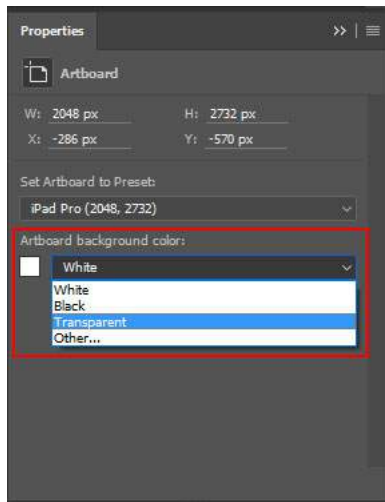 Properties
Artboard
W: 2048 px H: 2732 px
X: -286 px Y: -570 px
Set Artboard to Preset:
iPad Pro (2048, 2732)
Artboard background color:
White
White
Black
Transparent
Other...